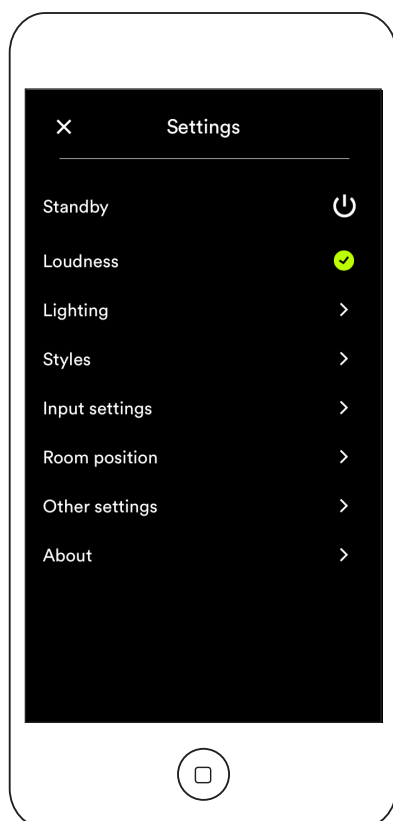 Settings
Standby
Loudness
Lighting
Styles
Input settings
Room position
Other settings
About